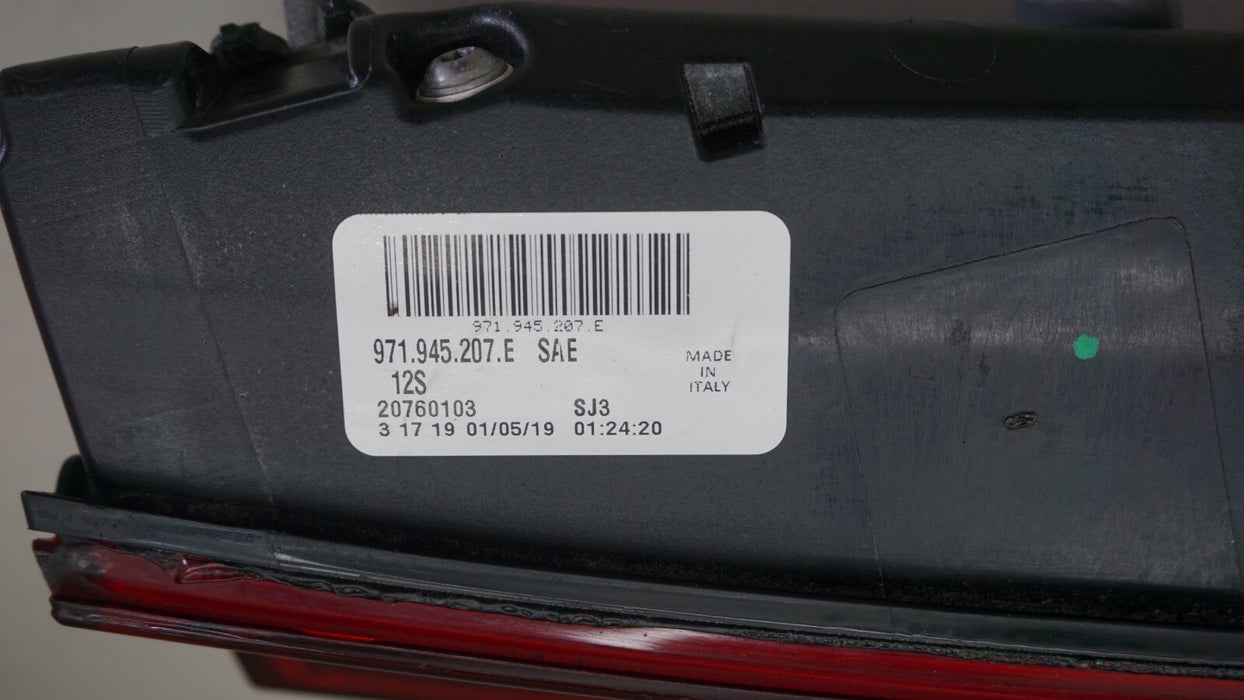 971.945.207.E
971.945.207.E SAE
12S
MADE
IN
ITALY
20760103 SJ3
3 17 19 01/05/19 01:24:20